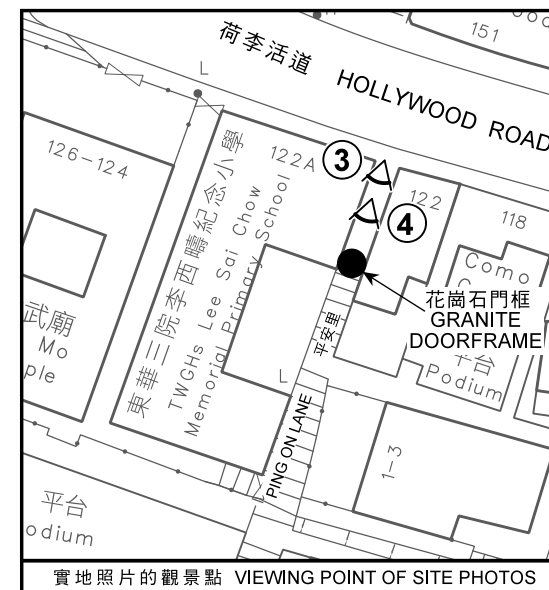 151
荷李活道 HOLLYWOOD ROAD
L
126-124
122A
③
④
122
118
東華三院李西疇紀念小學
TWGHs Lee Sai Chow
Memorial Primary School
武廟
Mo
ple
Como
花崗石門框
GRANITE
DOORFRAME
平台
Podium
平安里
PING ON LANE
L
1-3
平台
odium
實地照片的觀景點 VIEWING POINT OF SITE PHOTOS